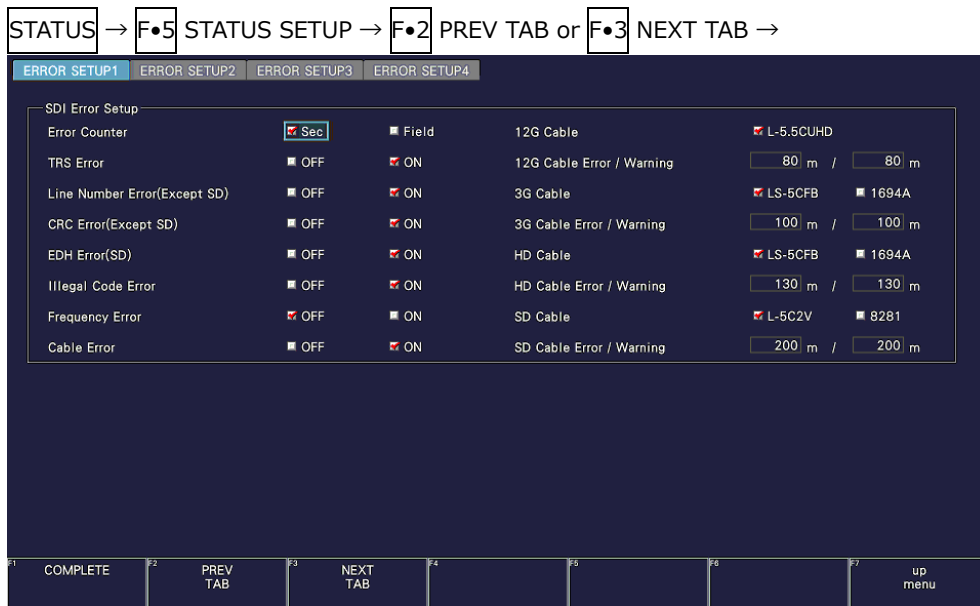 STATUS → F•5 STATUS SETUP → F•2 PREV TAB or F•3 NEXT TAB →
ERROR SETUP1 ERROR SETUP2 ERROR SETUP3 ERROR SETUP4
SDI Error Setup
Error Counter Sec Field 12G Cable L-5.5CUHD
TRS Error OFF ON 12G Cable Error / Warning 80 m / 80 m
Line Number Error(Except SD) OFF ON 3G Cable LS-5CFB 1694A
CRC Error(Except SD) OFF ON 3G Cable Error / Warning 100 m / 100 m
EDH Error(SD) OFF ON HD Cable LS-5CFB 1694A
Illegal Code Error OFF ON HD Cable Error / Warning 130 m / 130 m
Frequency Error OFF ON SD Cable L-5C2V 8281
Cable Error OFF ON SD Cable Error / Warning 200 m / 200 m
F1 COMPLETE F2 PREV F3 NEXT F4 F5 F6 F7 up
TAB TAB menu